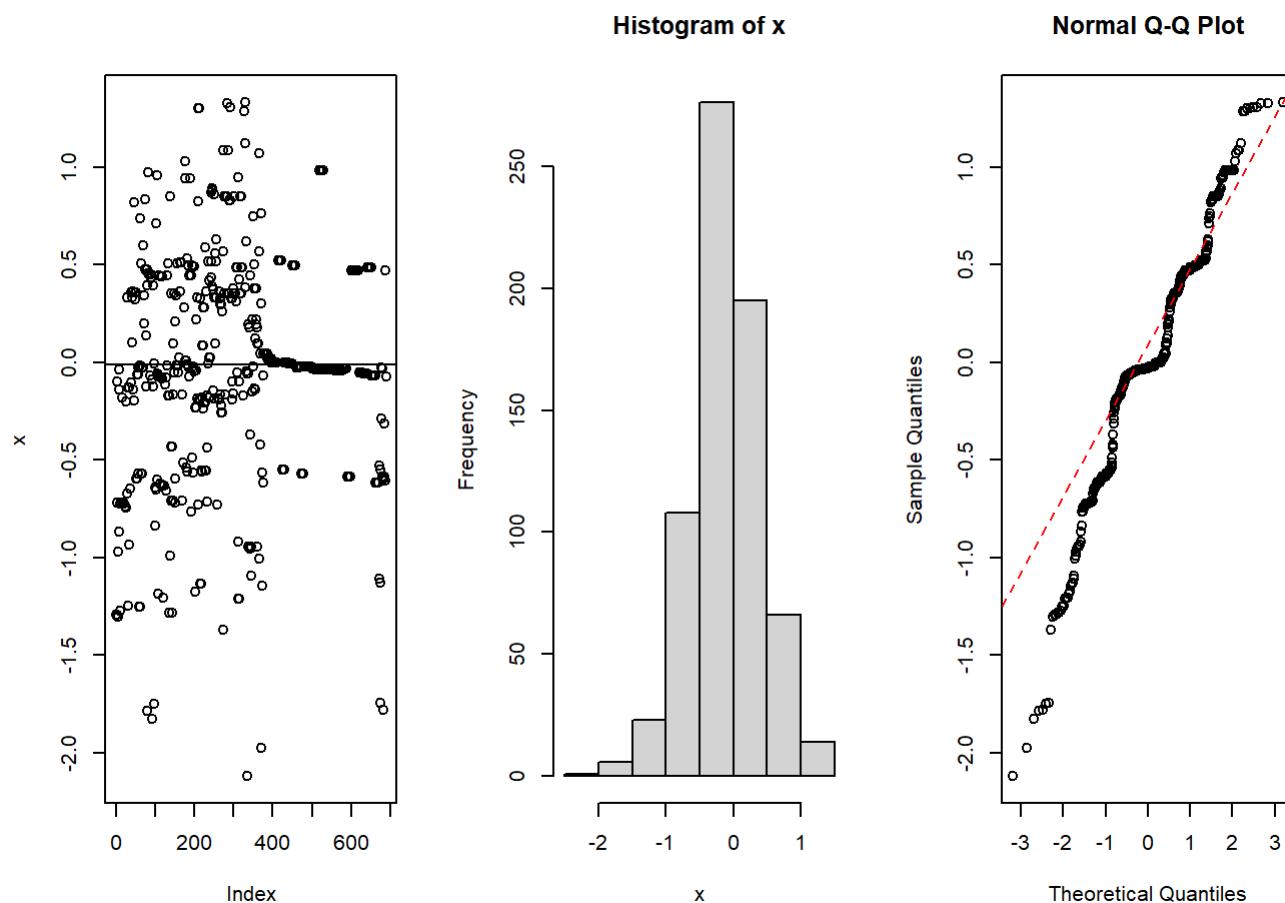 Histogram of x
Normal Q-Q Plot
x
-2.0
-1.5
-1.0
-0.5
0.0
0.5
1.0
0 200 400 600
Index
Frequency
0
50
100
150
200
250
-2 -1 0 1
x
Sample Quantiles
-2.0
-1.5
-1.0
-0.5
0.0
0.5
1.0
-3 -2 -1 0 1 2 3
Theoretical Quantiles